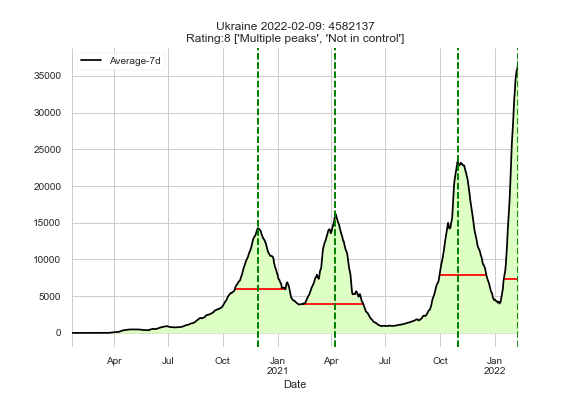 Ukraine 2022-02-09: 4582137
Rating:8 ['Multiple peaks', 'Not in control']
Average-7d
35000
30000
25000
20000
15000
10000
5000
0
Apr Jul Oct Jan Apr Jul Oct Jan
2021 2022
Date